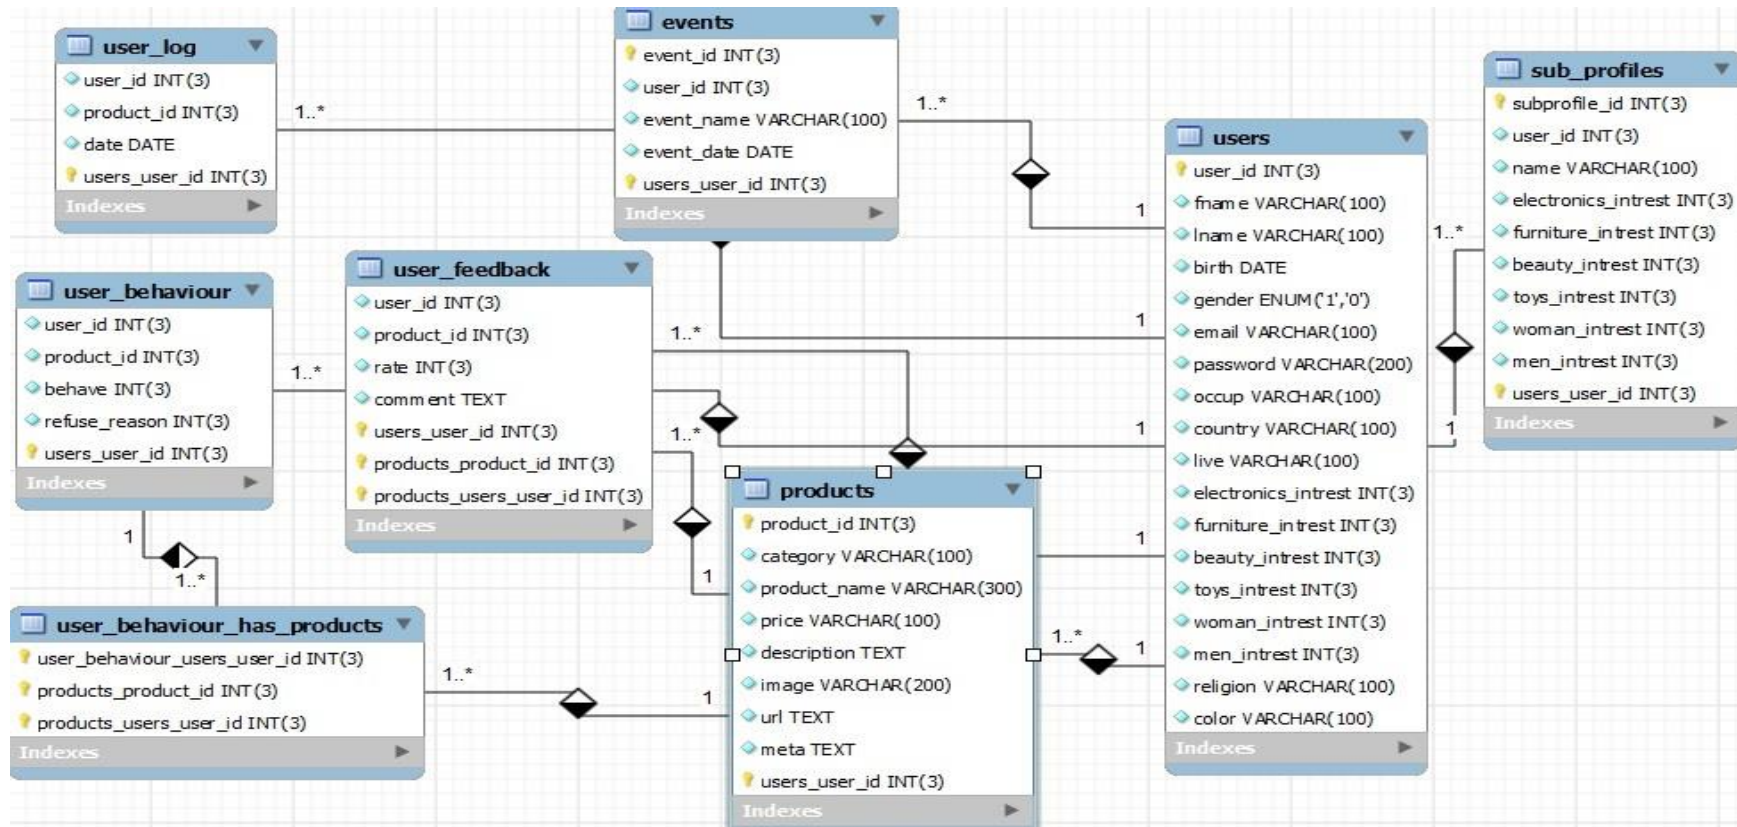 user_log
user_id INT(3)
product_id INT(3)
date DATE
users_user_id INT(3)
Indexes
1..*
events
event_id INT(3)
user_id INT(3)
event_name VARCHAR(100)
event_date DATE
users_user_id INT(3)
Indexes
1..*
1
1
users
user_id INT(3)
fname VARCHAR(100)
lname VARCHAR(100)
birth DATE
gender ENUM('1','0')
email VARCHAR(100)
password VARCHAR(200)
occup VARCHAR(100)
country VARCHAR(100)
live VARCHAR(100)
electronics_intrest INT(3)
furniture_intrest INT(3)
beauty_intrest INT(3)
toys_intrest INT(3)
woman_intrest INT(3)
men_intrest INT(3)
religion VARCHAR(100)
color VARCHAR(100)
Indexes
1..*
1
sub_profiles
subprofile_id INT(3)
user_id INT(3)
name VARCHAR(100)
electronics_intrest INT(3)
furniture_intrest INT(3)
beauty_intrest INT(3)
toys_intrest INT(3)
woman_intrest INT(3)
men_intrest INT(3)
users_user_id INT(3)
Indexes
user_behaviour
user_id INT(3)
product_id INT(3)
behave INT(3)
refuse_reason INT(3)
users_user_id INT(3)
Indexes
1..*
1
1..*
user_feedback
user_id INT(3)
product_id INT(3)
rate INT(3)
comment TEXT
users_user_id INT(3)
products_product_id INT(3)
products_users_user_id INT(3)
Indexes
1..*
1..*
1
1
products
product_id INT(3)
category VARCHAR(100)
product_name VARCHAR(300)
price VARCHAR(100)
description TEXT
image VARCHAR(200)
url TEXT
meta TEXT
users_user_id INT(3)
Indexes
1
1..*
1
user_behaviour_has_products
user_behaviour_users_user_id INT(3)
products_product_id INT(3)
products_users_user_id INT(3)
Indexes
1..*
1